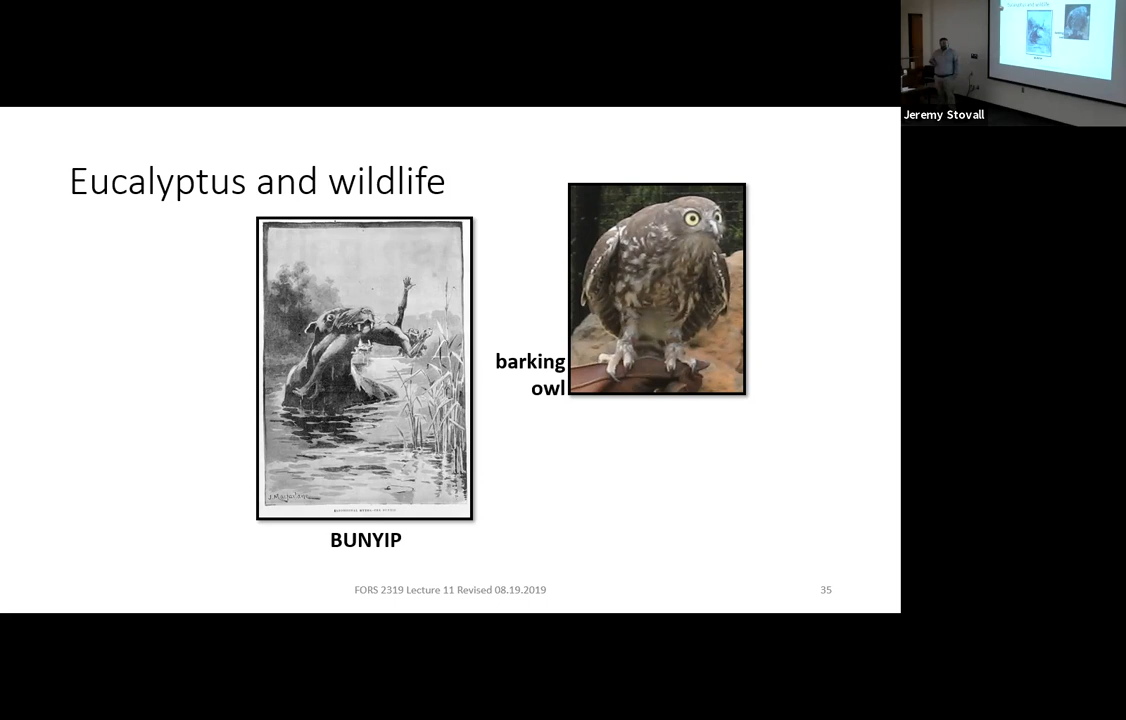 Jeremy Stovall
Eucalyptus and wildlife
barking
owl
BUNYIP
FORS 2319 Lecture 11 Revised 08.19.2019
35